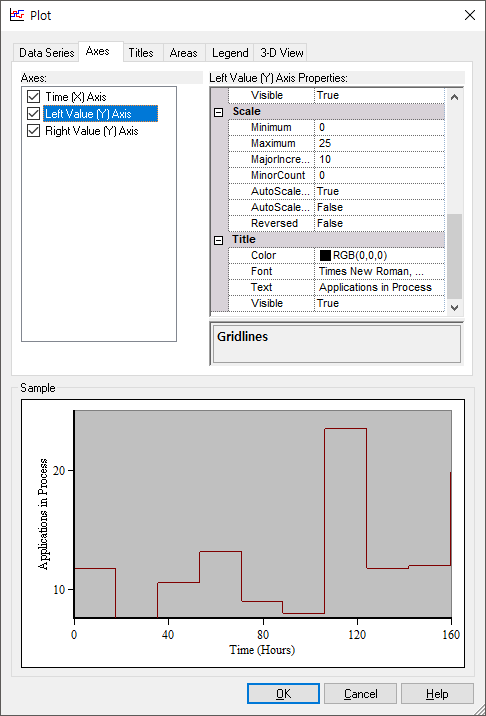 Plot
Data Series Axes Titles Areas Legend 3-D View
Axes:
Time (X) Axis
Left Value (Y) Axis
Right Value (Y) Axis
Left Value (Y) Axis Properties:
Visible True
Scale
Minimum 0
Maximum 25
MajorIncre... 10
MinorCount 0
AutoScale... True
AutoScale... False
Reversed False
Title
Color RGB(0,0,0)
Font Times New Roman, ...
Text Applications in Process
Visible True
Gridlines
Sample
Applications in Process
20
10
0 40 80 120 160
Time (Hours)
OK Cancel Help